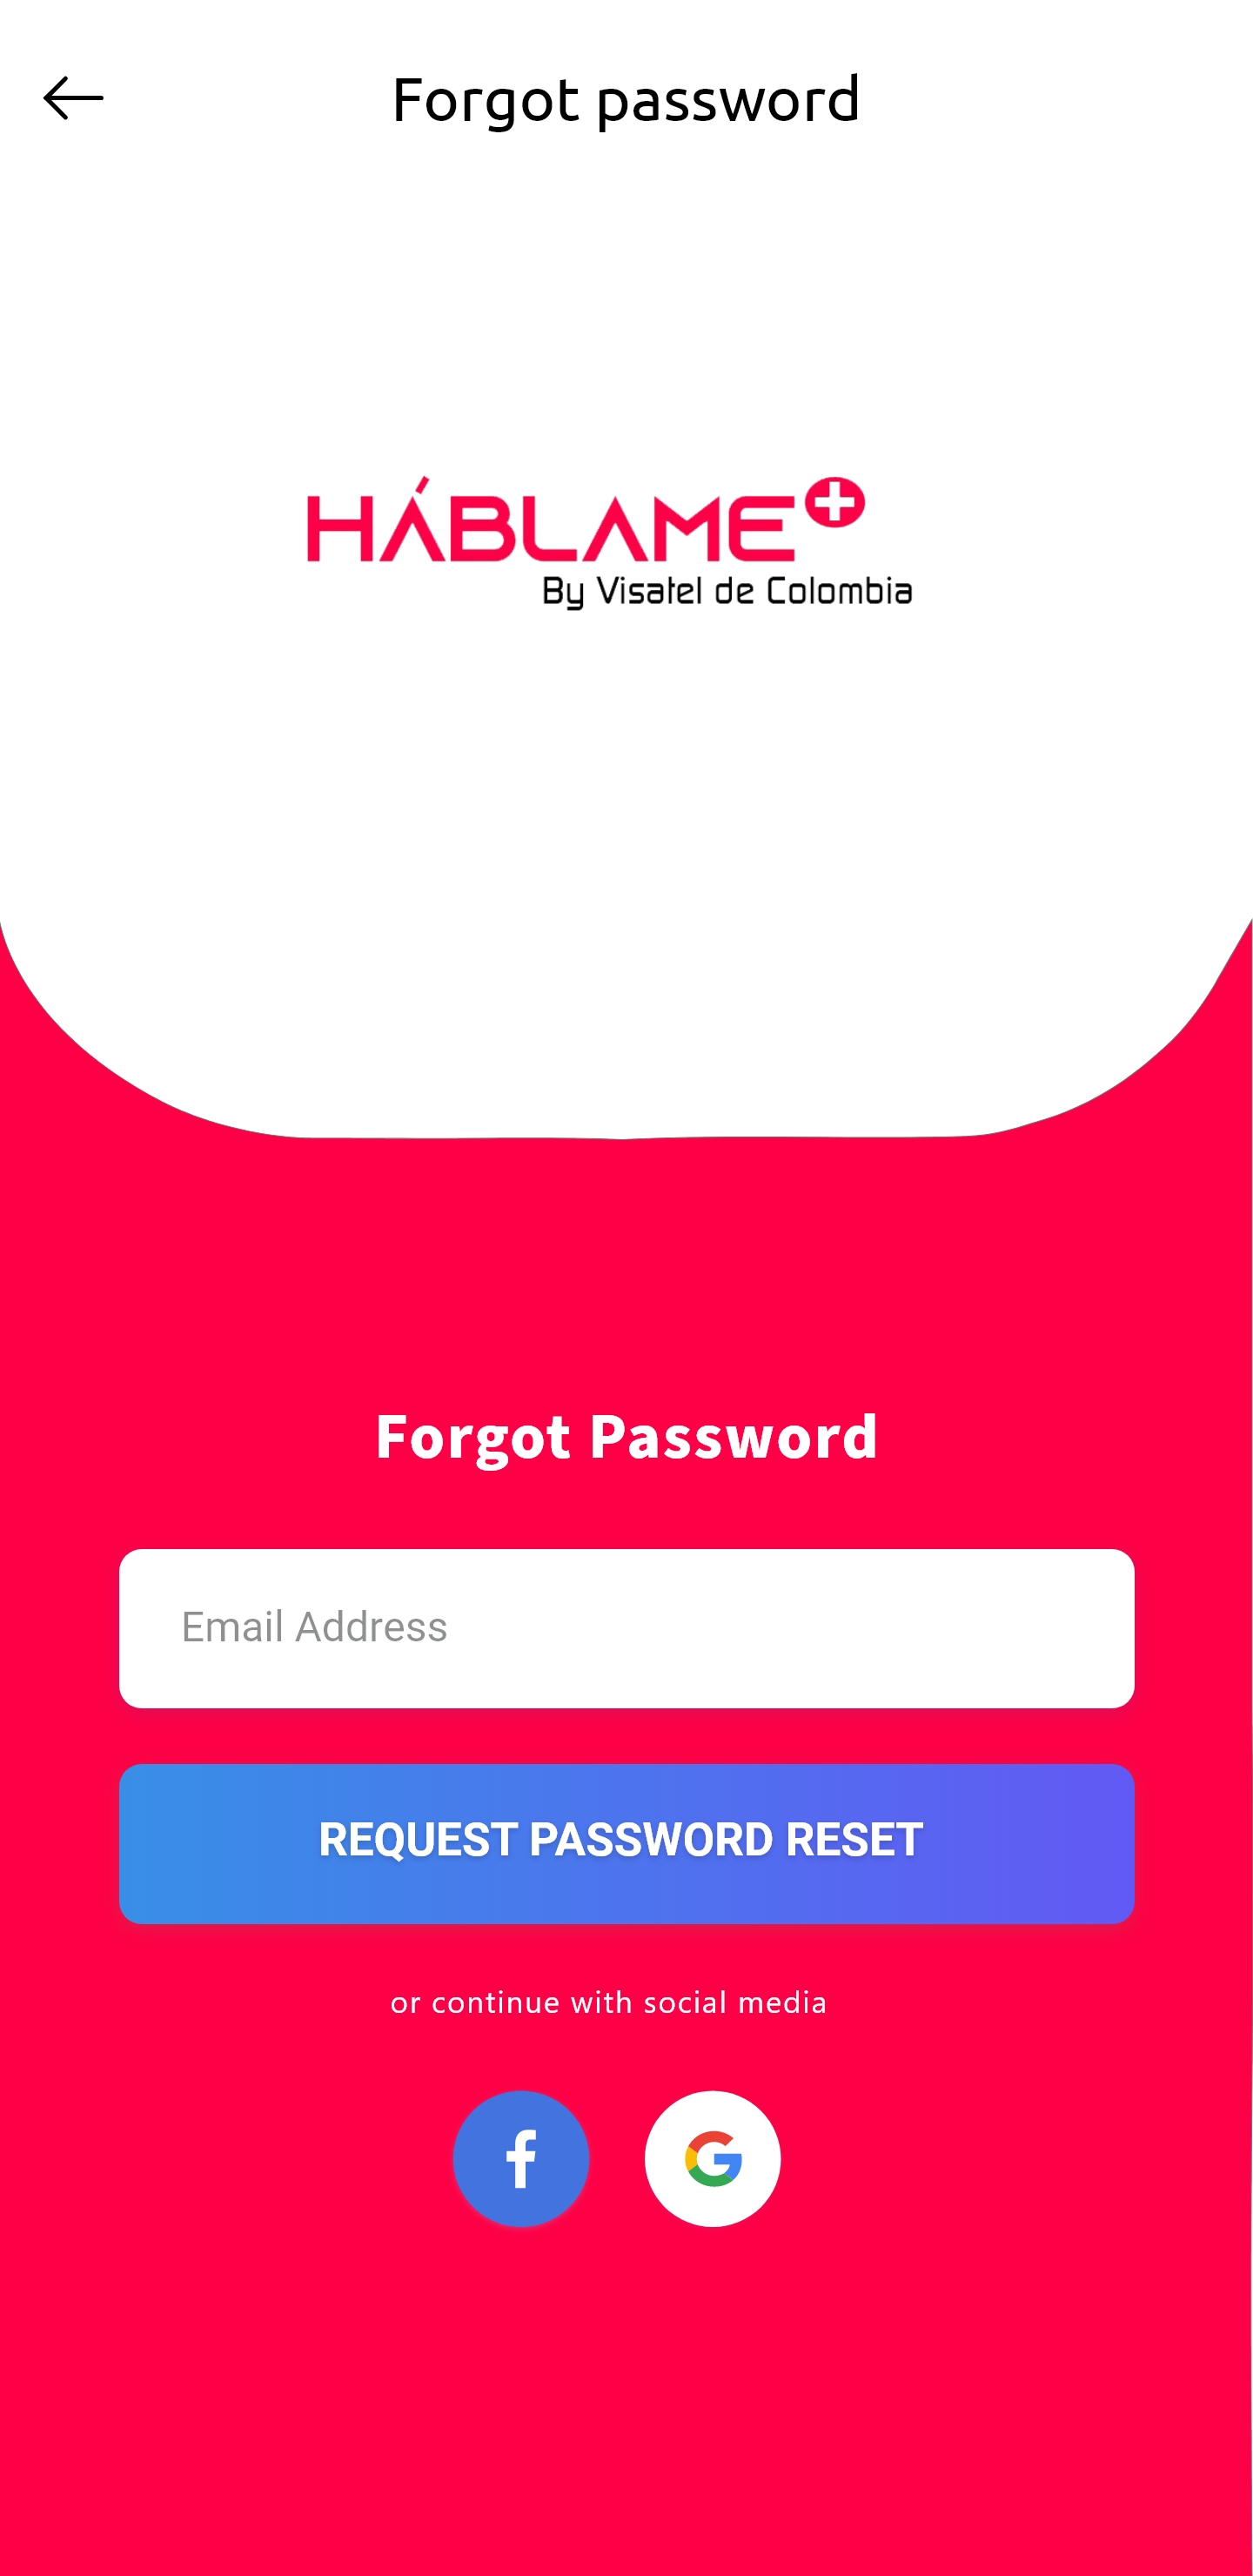 Forgot password
HÁBLAME
By Visatel de Colombia
Forgot Password
Email Address
REQUEST PASSWORD RESET
or continue with social media